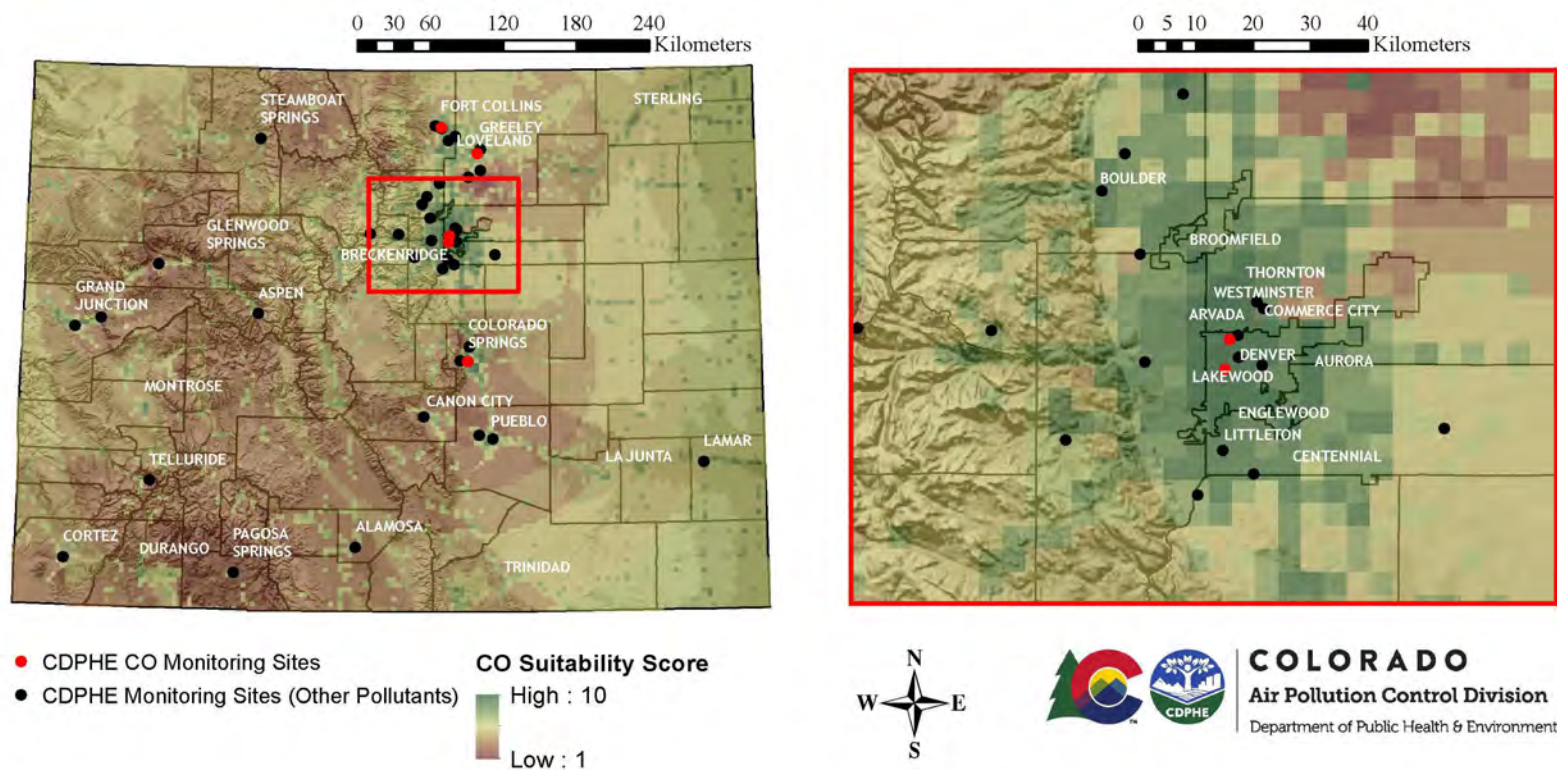 0 30 60 120 180 240
Kilometers
STEAMBOAT
SPRINGS
FORT COLLINS
GREELEY
LOVELAND
STERLING
GLENWOOD
SPRINGS
BRECKENRIDGE
GRAND
JUNCTION
ASPEN
COLORADO
SPRINGS
MONTROSE
CANON CITY
PUEBLO
LA JUNTA
LAMAR
TELLURIDE
CORTEZ
DURANGO
PAGOSA
SPRINGS
ALAMOSA
TRINIDAD
0 5 10 20 30 40
Kilometers
BOULDER
BROOMFIELD
THORNTON
WESTMINSTER
COMMERCE CITY
ARVADA
DENVER
AURORA
LAKEWOOD
ENGLEWOOD
LITTLETON
CENTENNIAL
CDPHE CO Monitoring Sites
CDPHE Monitoring Sites (Other Pollutants)
CO Suitability Score
High : 10
Low : 1
N
W E
S
CDPHE
COLORADO
Air Pollution Control Division
Department of Public Health & Environment